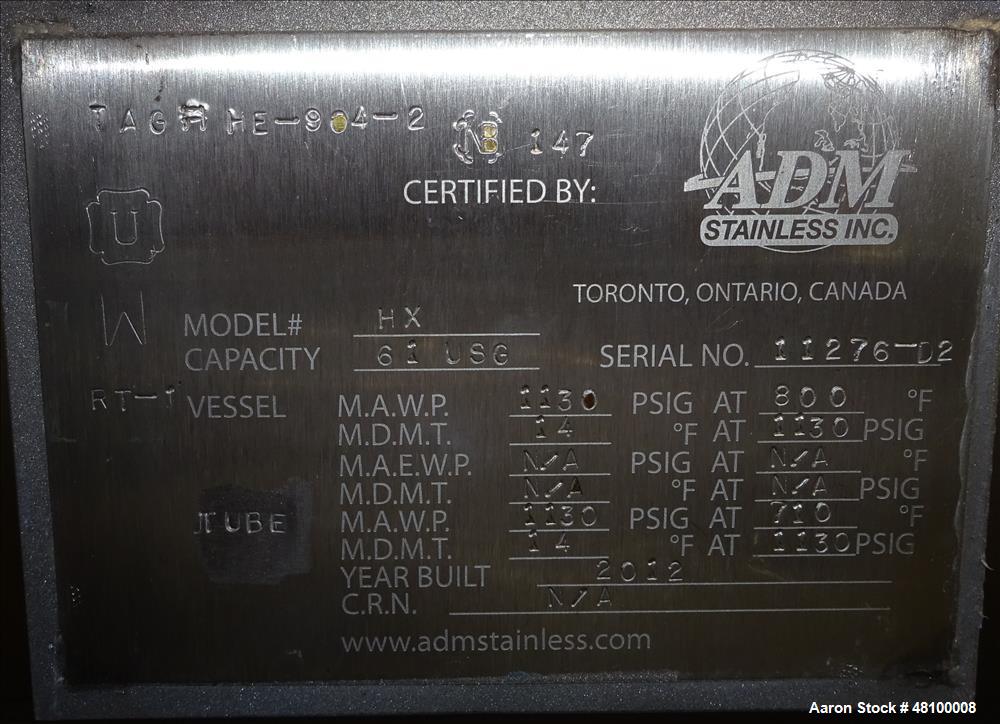 TAG# HE-904-2
NB 147
CERTIFIED BY:
ADM
STAINLESS INC.
TORONTO, ONTARIO, CANADA
U
W
MODEL# HX
CAPACITY 61 USG SERIAL NO. 11276-02
RT-1 VESSEL M.A.W.P. 1130 PSIG AT 800 °F
M.D.M.T. 14 °F AT 1130 PSIG
M.A.E.W.P. N/A PSIG AT N/A °F
M.D.M.T. N/A °F AT N/A PSIG
TUBE M.A.W.P. 1130 PSIG AT 710 °F
M.D.M.T. 14 °F AT 1130 PSIG
YEAR BUILT 2012
C.R.N. N/A
www.admstainless.com
Aaron Stock # 48100008